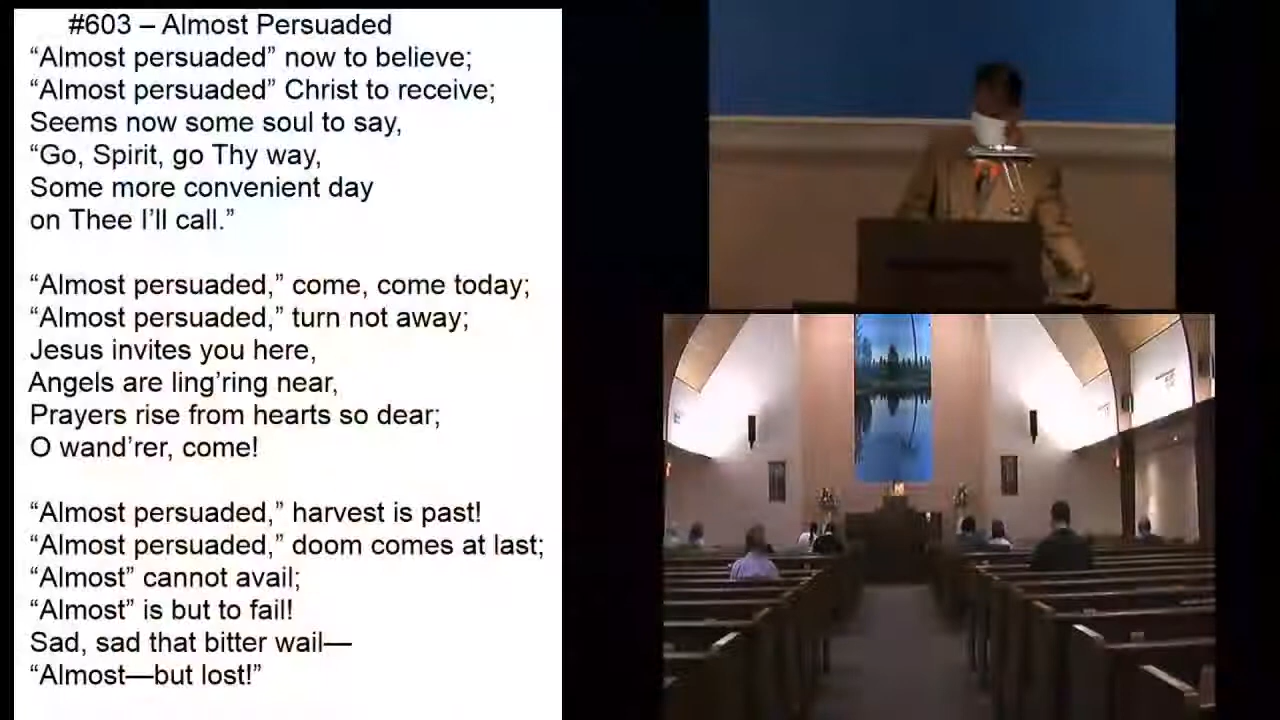 #603 – Almost Persuaded
“Almost persuaded” now to believe;
“Almost persuaded” Christ to receive;
Seems now some soul to say,
“Go, Spirit, go Thy way,
Some more convenient day
on Thee I’ll call.”
“Almost persuaded,” come, come today;
“Almost persuaded,” turn not away;
Jesus invites you here,
Angels are ling’ring near,
Prayers rise from hearts so dear;
O wand’rer, come!
“Almost persuaded,” harvest is past!
“Almost persuaded,” doom comes at last;
“Almost” cannot avail;
“Almost” is but to fail!
Sad, sad that bitter wail—
“Almost—but lost!”